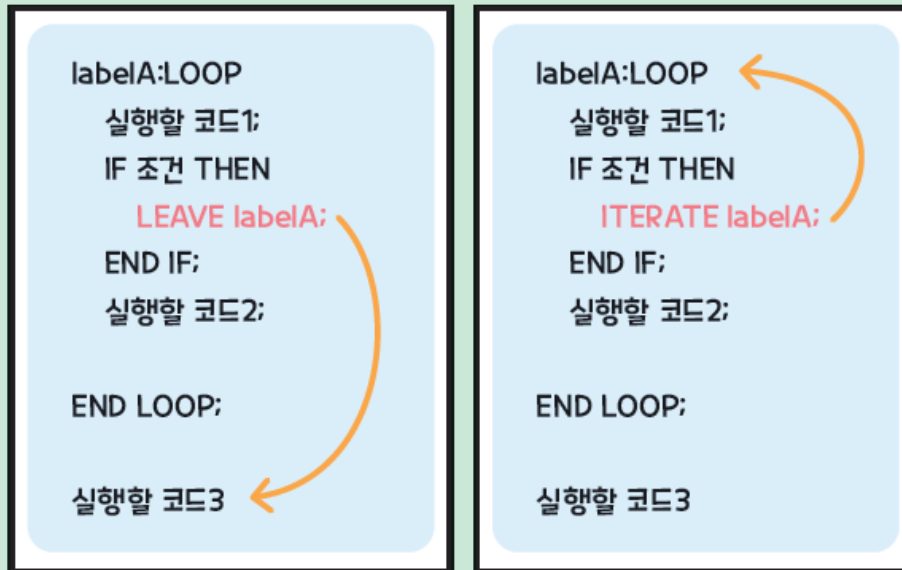 labelA:LOOP
실행할 코드1;
IF 조건 THEN
LEAVE labelA;
END IF;
실행할 코드2;
END LOOP;
실행할 코드3
labelA:LOOP
실행할 코드1;
IF 조건 THEN
ITERATE labelA;
END IF;
실행할 코드2;
END LOOP;
실행할 코드3